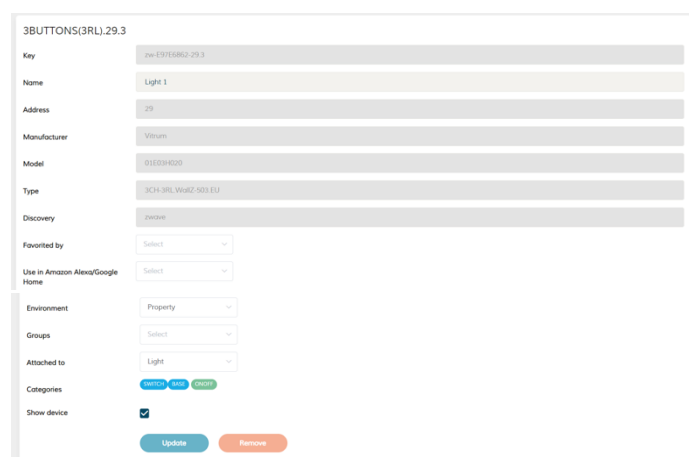 3BUTTONS(3RL).29.3
Key zw-E97E6862-29.3
Name Light 1
Address 29.
Manufacturer Vitrum
Model 01E03H020
Type 3CH-3RL.WallZ-503.EU
Discovery zwave
Favorited by Select
Use in Amazon Alexa/Google Select
Home
Environment Property
Groups Select
Attached to Light
Categories SWITCH BASE ONOFF
Show device
Update Remove